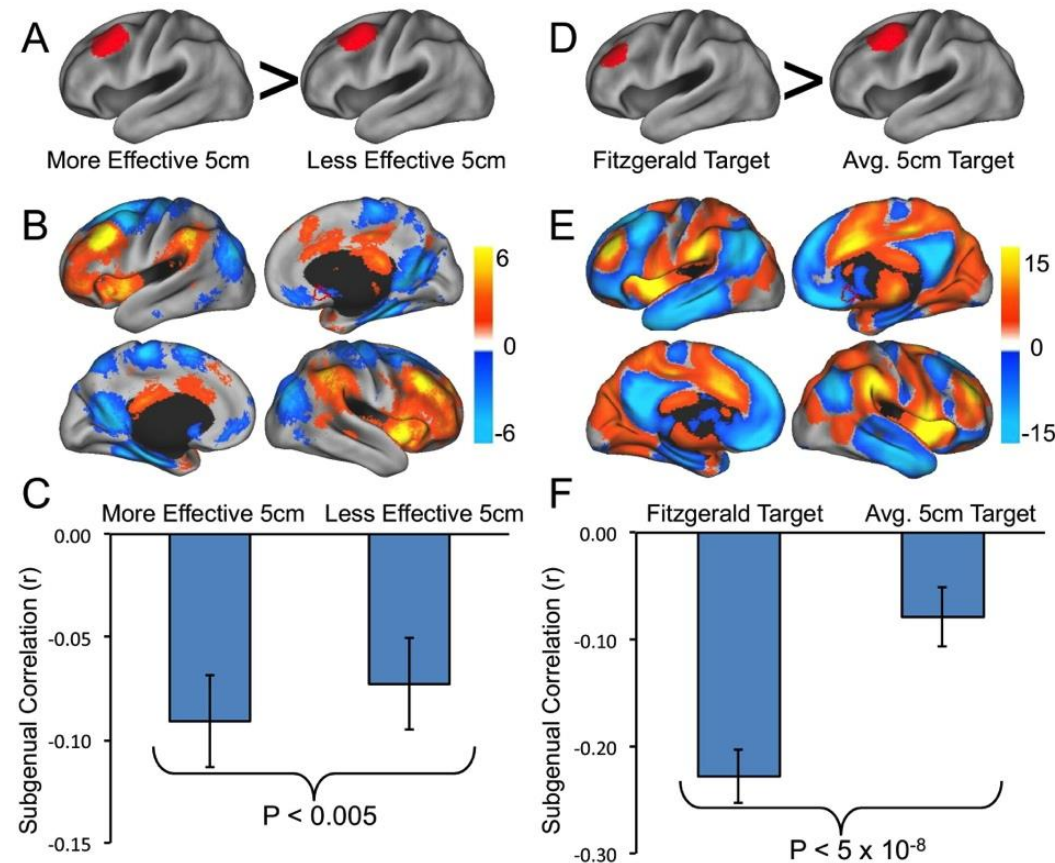 A
>
More Effective 5cm
Less Effective 5cm
D
>
Fitzgerald Target
Avg. 5cm Target
B
6
0
-6
E
15
0
-15
C
More Effective 5cm
Less Effective 5cm
0.00
-0.05
-0.10
-0.15
Subgenual Correlation (r)
P < 0.005
F
Fitzgerald Target
Avg. 5cm Target
0.00
-0.10
-0.20
-0.30
Subgenual Correlation (r)
P < 5 x 10⁻⁸